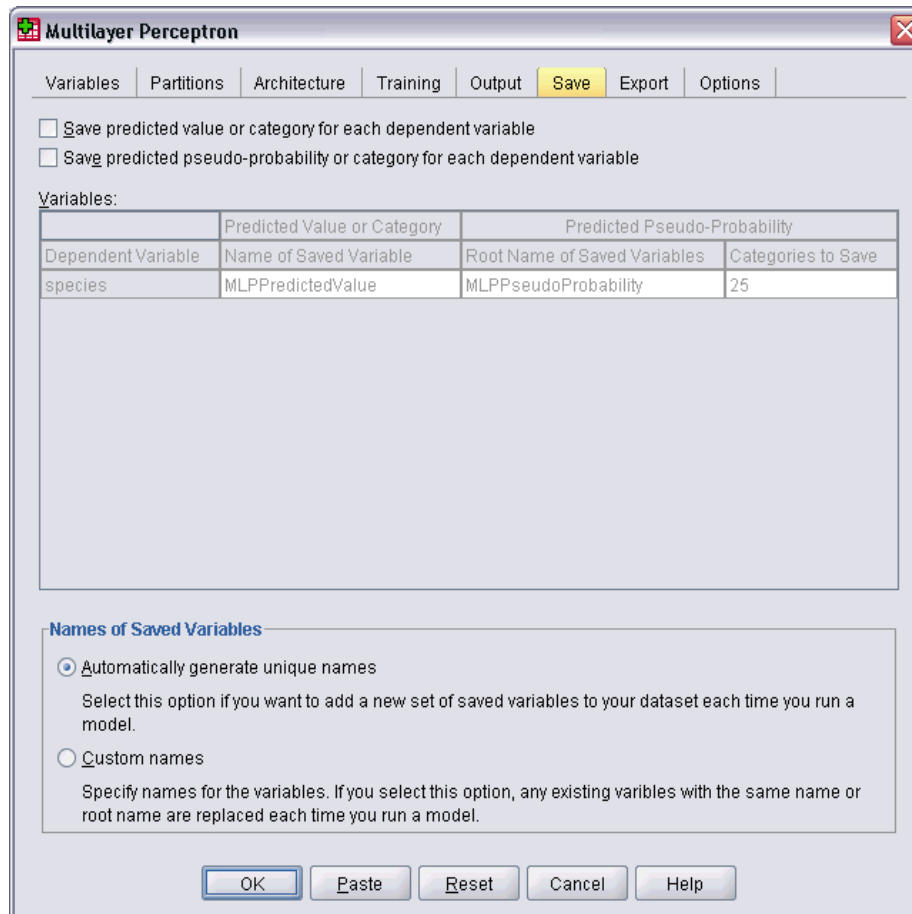 Multilayer Perceptron
Variables Partitions Architecture Training Output Save Export Options
Save predicted value or category for each dependent variable
Save predicted pseudo-probability or category for each dependent variable
Variables:
Predicted Value or Category Predicted Pseudo-Probability
Dependent Variable Name of Saved Variable Root Name of Saved Variables Categories to Save
species MLPPredictedValue MLPPseudoProbability 25
Names of Saved Variables
Automatically generate unique names
Select this option if you want to add a new set of saved variables to your dataset each time you run a
model.
Custom names
Specify names for the variables. If you select this option, any existing varibles with the same name or
root name are replaced each time you run a model.
OK Paste Reset Cancel Help